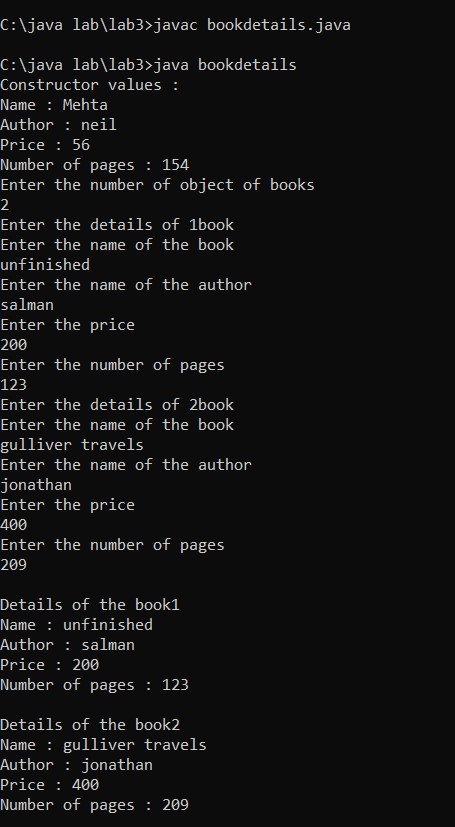 C:\java lab\lab3>javac bookdetails.java
C:\java lab\lab3>java bookdetails
Constructor values :
Name : Mehta
Author : neil
Price : 56
Number of pages : 154
Enter the number of object of books
2
Enter the details of 1book
Enter the name of the book
unfinished
Enter the name of the author
salman
Enter the price
200
Enter the number of pages
123
Enter the details of 2book
Enter the name of the book
gulliver travels
Enter the name of the author
jonathan
Enter the price
400
Enter the number of pages
209
Details of the book1
Name : unfinished
Author : salman
Price : 200
Number of pages : 123
Details of the book2
Name : gulliver travels
Author : jonathan
Price : 400
Number of pages : 209